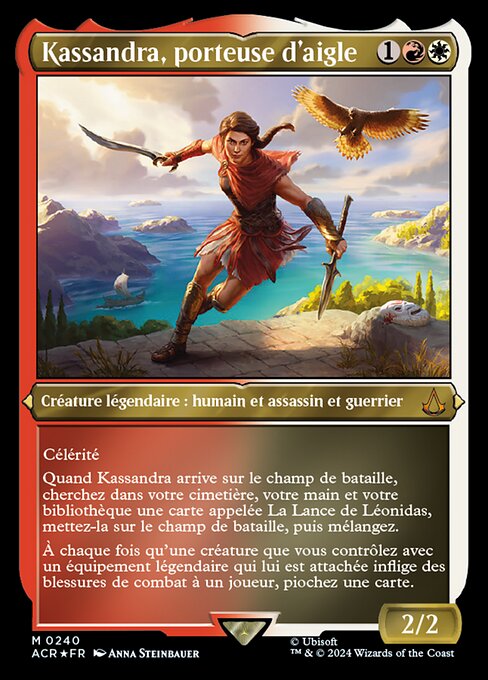 Kassandra, porteuse d'aigle
1
Créature légendaire : humain et assassin et guerrier
Célérité
Quand Kassandra arrive sur le champ de bataille,
cherchez dans votre cimetière, votre main et votre
bibliothèque une carte appelée La Lance de Léonidas,
mettez-la sur le champ de bataille, puis mélangez.
À chaque fois qu'une créature que vous contrôlez avec
un équipement légendaire qui lui est attachée inflige des
blessures de combat à un joueur, piochez une carte.
2/2
M 0240
ACR★FR Anna Steinbauer
© Ubisoft
™ & © 2024 Wizards of the Coast